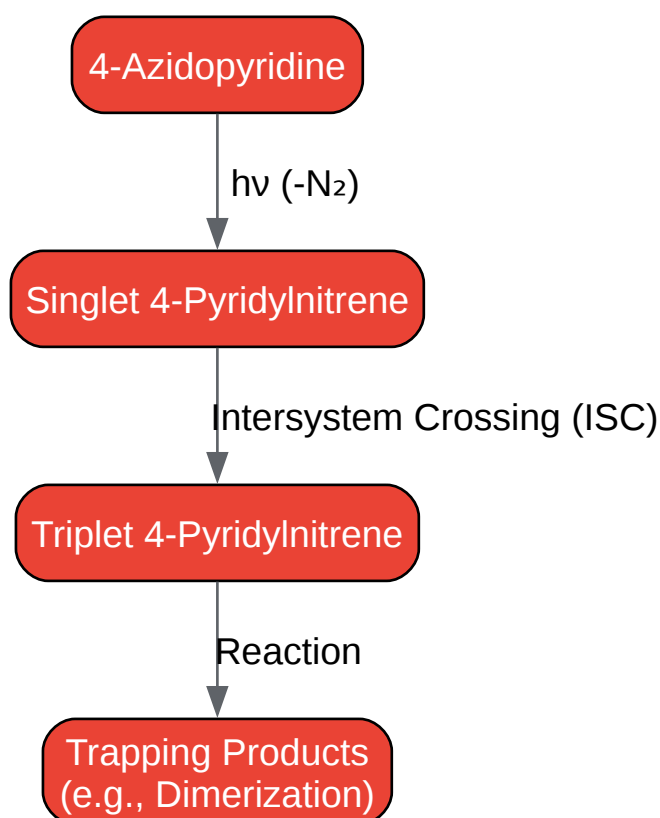 4-Azidopyridine
hν (-N₂)
Singlet 4-Pyridylnitrene
Intersystem Crossing (ISC)
Triplet 4-Pyridylnitrene
Reaction
Trapping Products
(e.g., Dimerization)